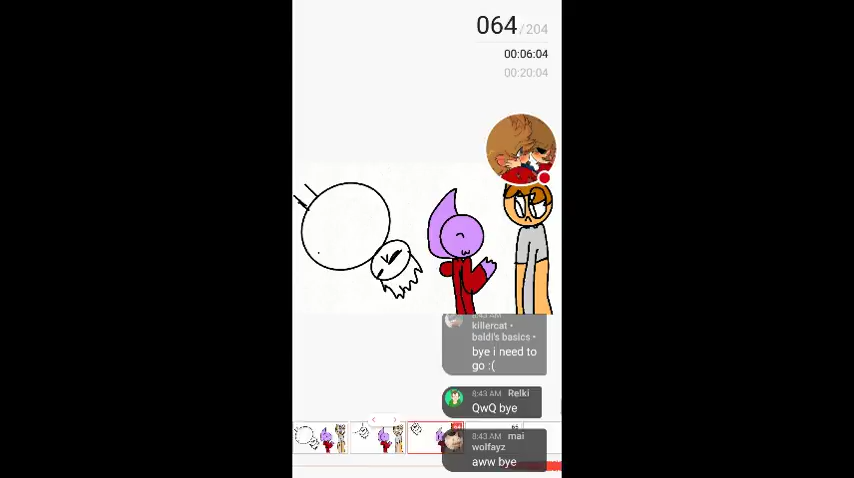 064/204
00:06:04
00:20:04
8:43 AM
killercat •
baldi's basics •
bye i need to
go :(
8:43 AM Relki
QwQ bye
8:43 AM mai
wolfayz
aww bye